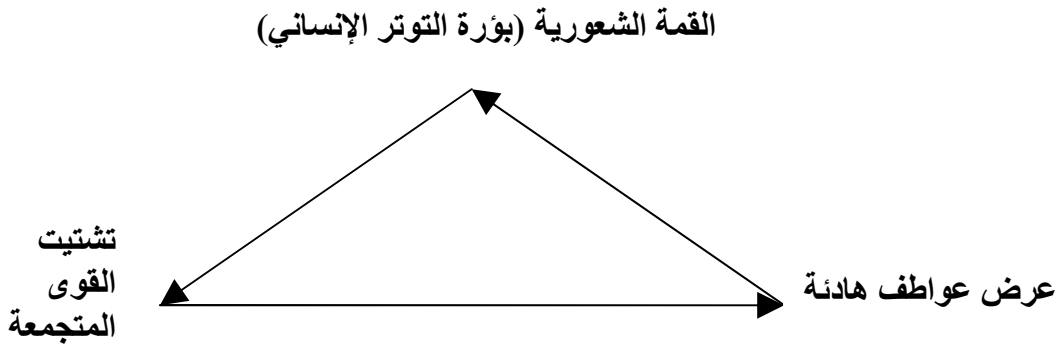 القمة الشعورية (بؤرة التوتر الإنساني)
عرض عواطف هادئة
تشتيت
القوى
المتجمعة